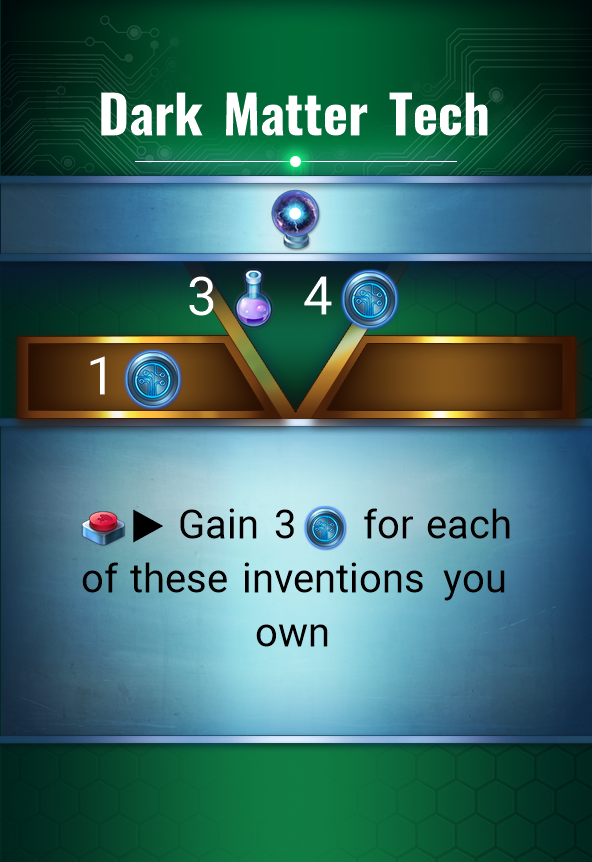 Dark Matter Tech
3 4
1
Gain 3 for each
of these inventions you
own